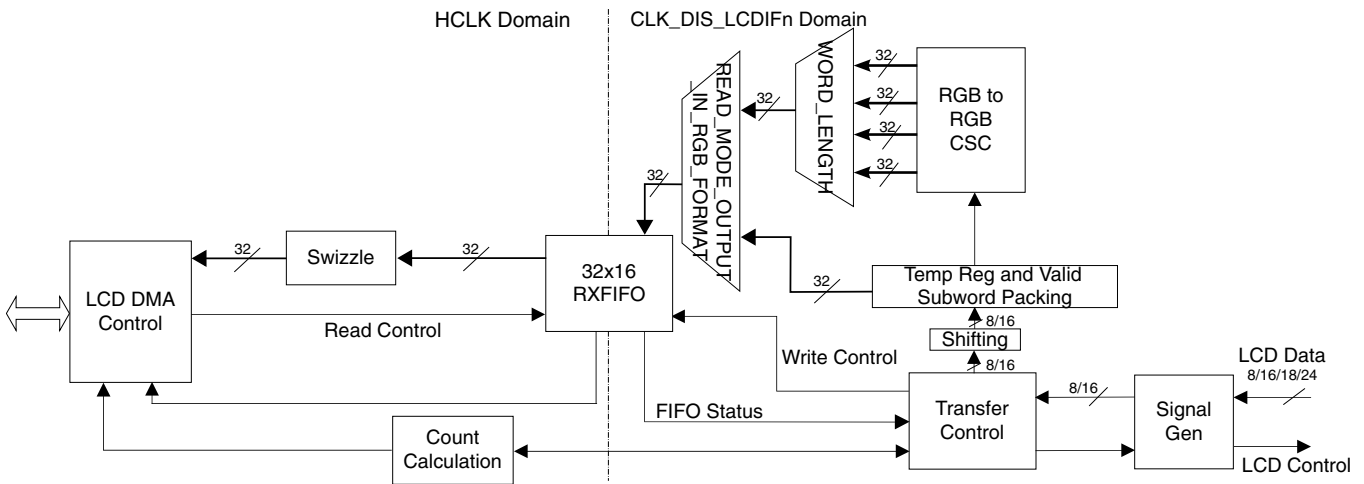 HCLK Domain
CLK_DIS_LCDIFn Domain
READ_MODE_OUTPUT
_IN_RGB_FORMAT
32
WORD_LENGTH
32
32
32
32
32
RGB to
RGB
CSC
32
LCD DMA
Control
32
Swizzle
32
32x16
RXFIFO
Read Control
32
Temp Reg and Valid
Subword Packing
8/16
Shifting
8/16
Write Control
FIFO Status
Transfer
Control
8/16
Signal
Gen
LCD Data
8/16/18/24
LCD Control
Count
Calculation